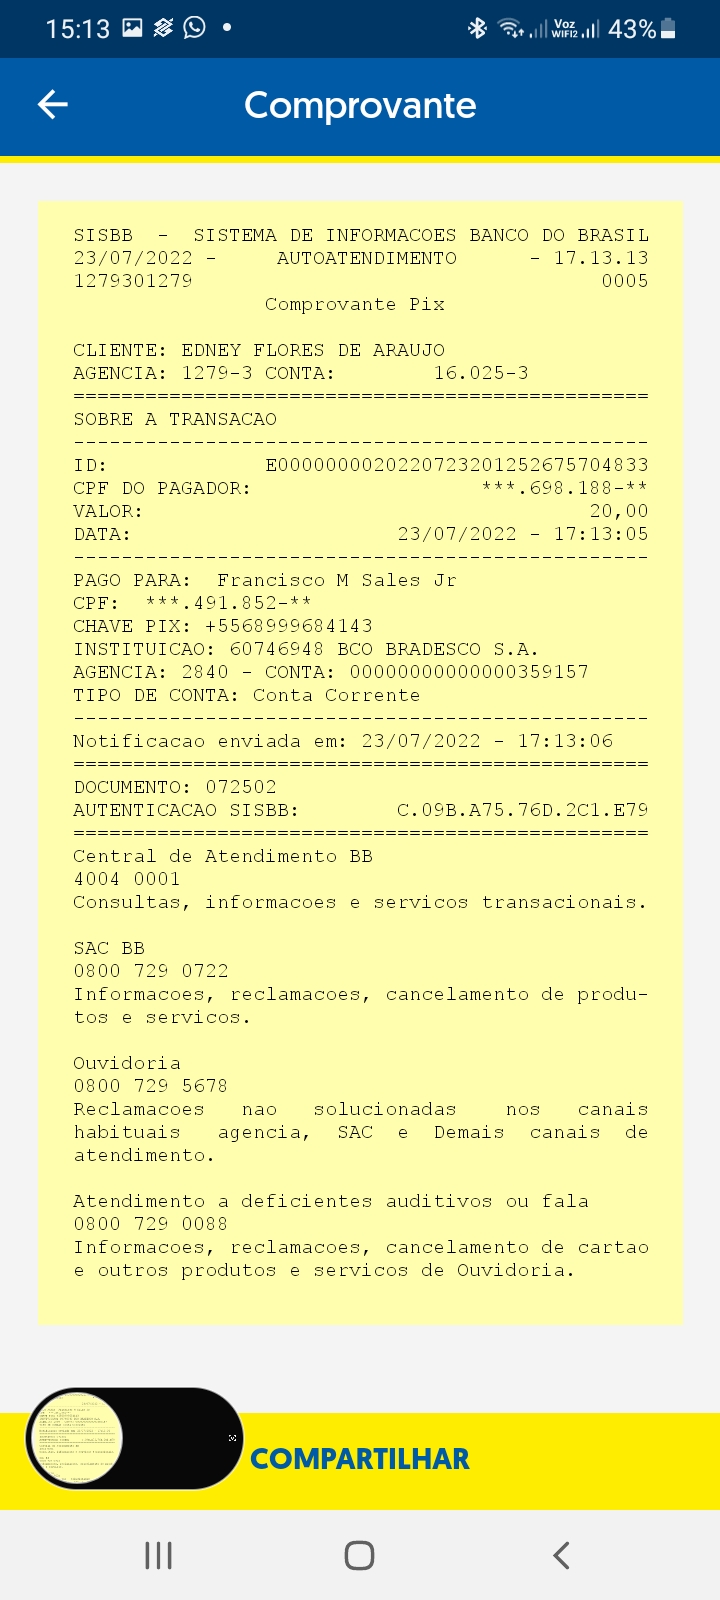 15:13 Voz WIFI2 43%
Comprovante
SISBB - SISTEMA DE INFORMACOES BANCO DO BRASIL
23/07/2022 - AUTOATENDIMENTO - 17.13.13
1279301279 0005
Comprovante Pix
CLIENTE: EDNEY FLORES DE ARAUJO
AGENCIA: 1279-3 CONTA: 16.025-3
================================================
SOBRE A TRANSACAO
------------------------------------------------
ID: E00000000202207232012526757​04833
CPF DO PAGADOR: ***.698.188-**
VALOR: 20,00
DATA: 23/07/2022 - 17:13:05
------------------------------------------------
PAGO PARA: Francisco M Sales Jr
CPF: ***.491.852-**
CHAVE PIX: +5568999684143
INSTITUICAO: 60746948 BCO BRADESCO S.A.
AGENCIA: 2840 - CONTA: 00000000000000359157
TIPO DE CONTA: Conta Corrente
------------------------------------------------
Notificacao enviada em: 23/07/2022 - 17:13:06
================================================
DOCUMENTO: 072502
AUTENTICACAO SISBB: C.09B.A75.76D.2C1.E79
================================================
Central de Atendimento BB
4004 0001
Consultas, informacoes e servicos transacionais.
SAC BB
0800 729 0722
Informacoes, reclamacoes, cancelamento de produ-
tos e servicos.
Ouvidoria
0800 729 5678
Reclamacoes nao solucionadas nos canais
habituais agencia, SAC e Demais canais de
atendimento.
Atendimento a deficientes auditivos ou fala
0800 729 0088
Informacoes, reclamacoes, cancelamento de cartao
e outros produtos e servicos de Ouvidoria.
COMPARTILHAR